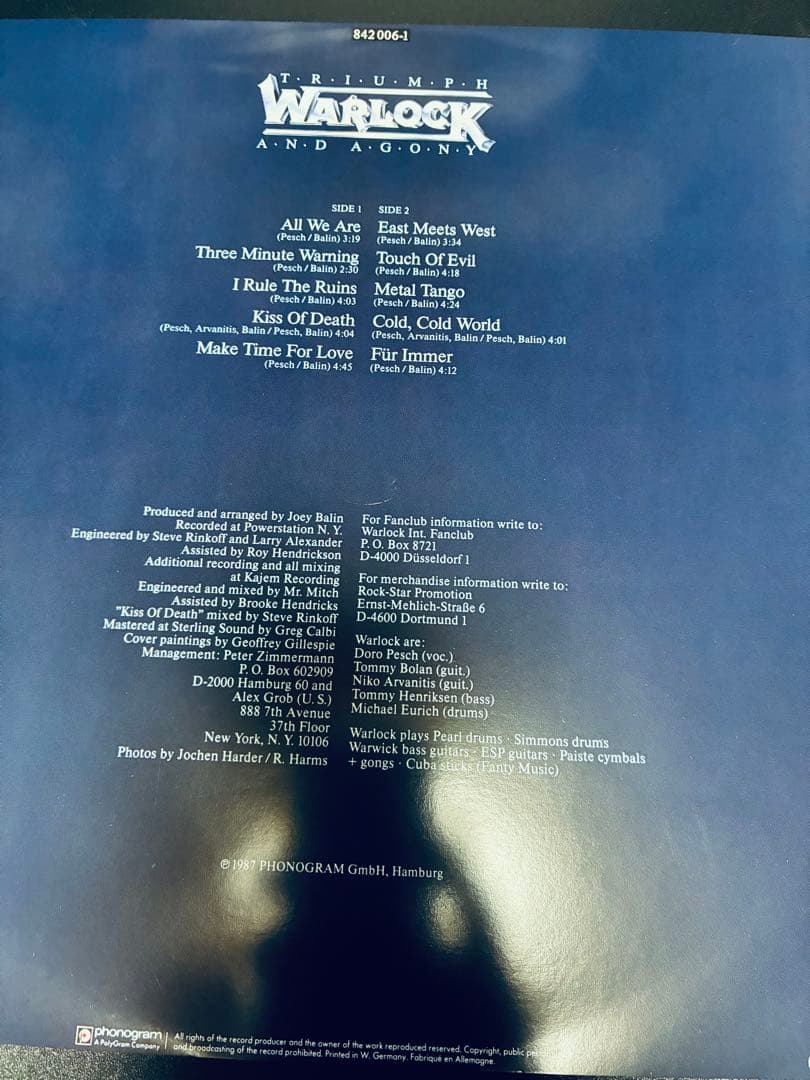 842 006-1
T·R·I·U·M·P·H
WARLOCK
A·N·D A·G·O·N·Y
SIDE 1
All We Are
(Pesch / Balin) 3:19
Three Minute Warning
(Pesch / Balin) 2:30
I Rule The Ruins
(Pesch / Balin) 4:03
Kiss Of Death
(Pesch, Arvanitis, Balin / Pesch, Balin) 4:04
Make Time For Love
(Pesch / Balin) 4:45
SIDE 2
East Meets West
(Pesch / Balin) 3:34
Touch Of Evil
(Pesch / Balin) 4:18
Metal Tango
(Pesch / Balin) 4:24
Cold, Cold World
(Pesch, Arvanitis, Balin / Pesch, Balin) 4:01
Für Immer
(Pesch / Balin) 4:12
Produced and arranged by Joey Balin
Recorded at Powerstation N. Y.
Engineered by Steve Rinkoff and Larry Alexander
Assisted by Roy Hendrickson
Additional recording and all mixing
at Kajem Recording
Engineered and mixed by Mr. Mitch
Assisted by Brooke Hendricks
"Kiss Of Death" mixed by Steve Rinkoff
Mastered at Sterling Sound by Greg Calbi
Cover paintings by Geoffrey Gillespie
Management: Peter Zimmermann
P. O. Box 602909
D-2000 Hamburg 60 and
Alex Grob (U. S.)
888 7th Avenue
37th Floor
New York, N. Y. 10106
Photos by Jochen Harder / R. Harms
For Fanclub information write to:
Warlock Int. Fanclub
P. O. Box 8721
D-4000 Düsseldorf 1
For merchandise information write to:
Rock-Star Promotion
Ernst-Mehlich-Straße 6
D-4600 Dortmund 1
Warlock are:
Doro Pesch (voc.)
Tommy Bolan (guit.)
Niko Arvanitis (guit.)
Tommy Henriksen (bass)
Michael Eurich (drums)
Warlock plays Pearl drums · Simmons drums
Warwick bass guitars · ESP guitars · Paiste cymbals
+ gongs · Cuba sticks (Fanty Music)
℗ 1987 PHONOGRAM GmbH, Hamburg
phonogram
A PolyGram Company
All rights of the record producer and the owner of the work reproduced reserved. Copyright, public
and broadcasting of the record prohibited. Printed in W. Germany. Fabriqué en Allemagne.